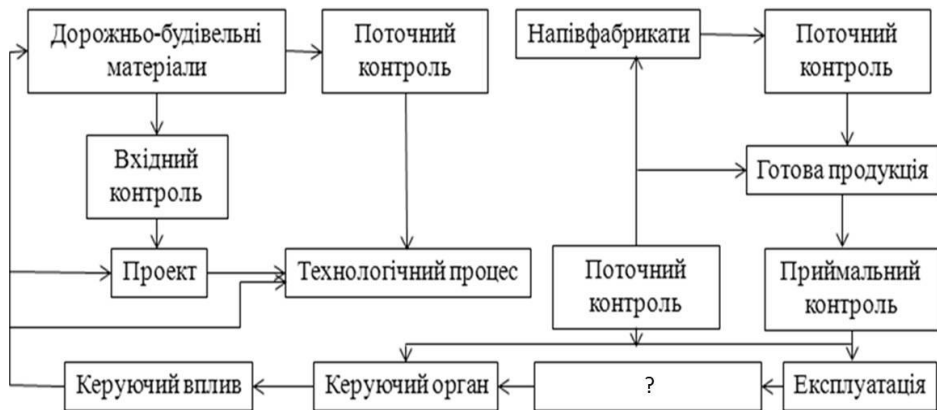 Дорожньо-будівельні
матеріали
Поточний
контроль
Напівфабрикати
Поточний
контроль
Вхідний
контроль
Готова продукція
Проект
Технологічний процес
Поточний
контроль
Приймальний
контроль
Керуючий вплив
Керуючий орган
?
Експлуатація